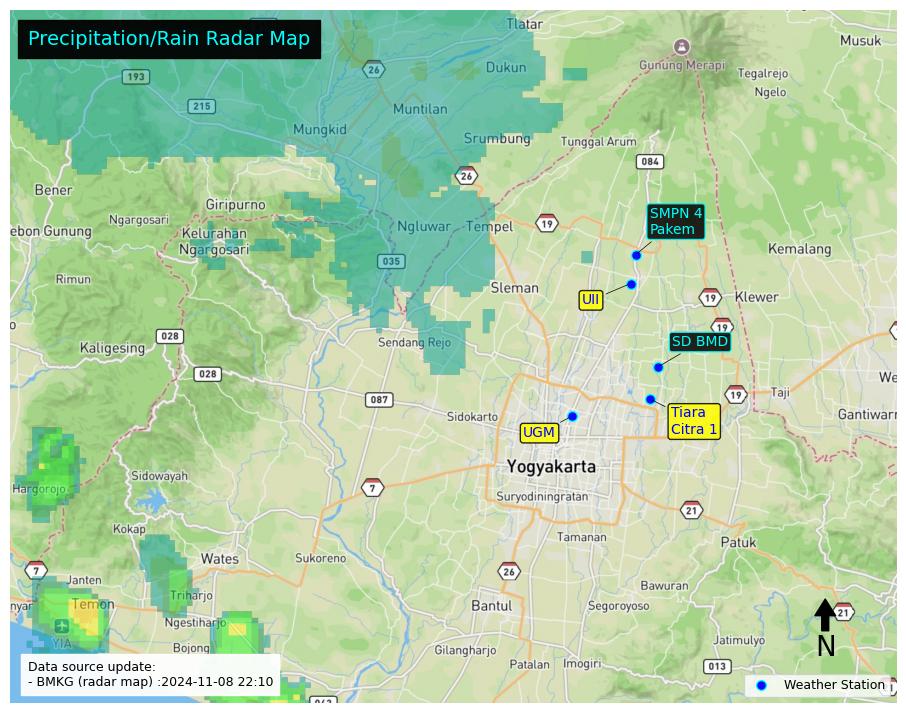 Precipitation/Rain Radar Map
Tlatar
Musuk
26
Gunung Merapi
193
Dukun
Tegalrejo
Ngelo
215
Muntilan
Mungkid
Srumbung
Tunggal Arum
084
26
Bener
Giripurno
SMPN 4
Pakem
Ngargosari
Ngluwar
Tempel
19
ebon Gunung
Kelurahan
Ngargosari
Kemalang
035
Rimun
Sleman
UII
19
Klewer
19
028
Sendang Rejo
SD BMD
Kaligesing
028
We
19
Taji
087
Sidokarto
Tiara
Citra 1
Gantiwarn
UGM
Yogyakarta
Sidowayah
Hargorojo
7
Suryodiningratan
21
Kokap
Tamanan
Patuk
Wates
Sukoreno
7
26
Janten
Bawuran
Triharjo
nyar
Temon
Bantul
Segoroyoso
21
Ngestiharjo
YIA
Bojong
Gilangharjo
Jatimulyo
N
Patalan
Imogiri
013
Data source update:
- BMKG (radar map) :2024-11-08 22:10
Weather Station